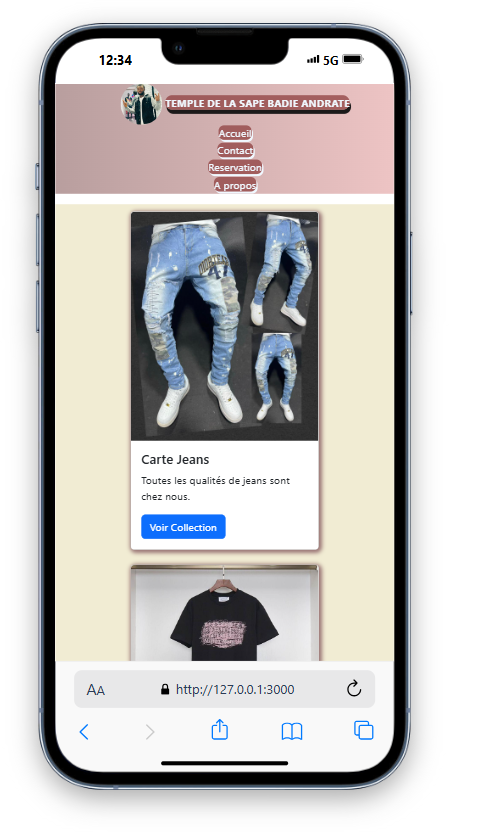 12:34
5G
TEMPLE DE LA SAPE BADIE ANDRATE
Accueil
Contact
Reservation
A propos
47
Carte Jeans
Toutes les qualités de jeans sont
chez nous.
Voir Collection
AA
http://127.0.0.1:3000